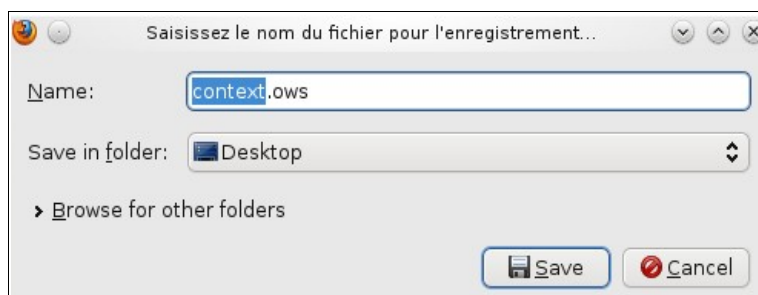 Saisissez le nom du fichier pour l'enregistrement...
Name: context.ows
Save in folder: Desktop
Browse for other folders
Save Cancel